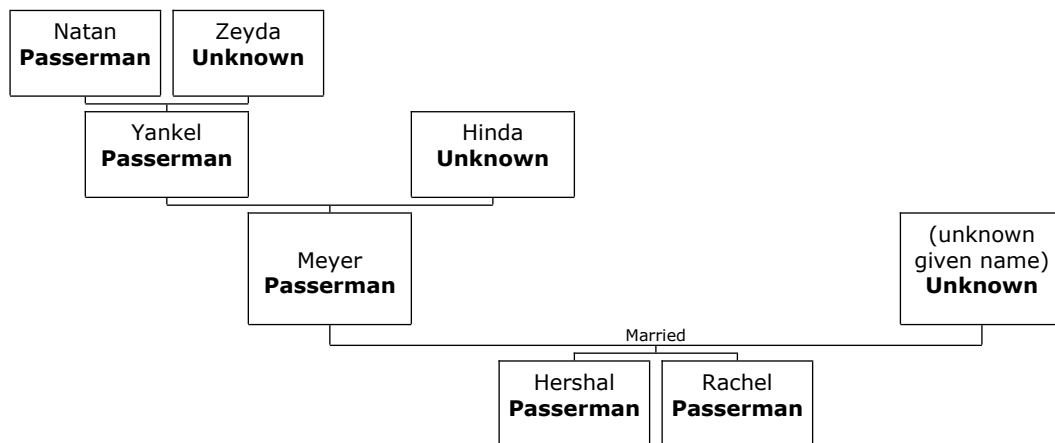 Natan
Passerman
Zeyda
Unknown
Yankel
Passerman
Hinda
Unknown
Meyer
Passerman
(unknown
given name)
Unknown
Married
Hershal
Passerman
Rachel
Passerman